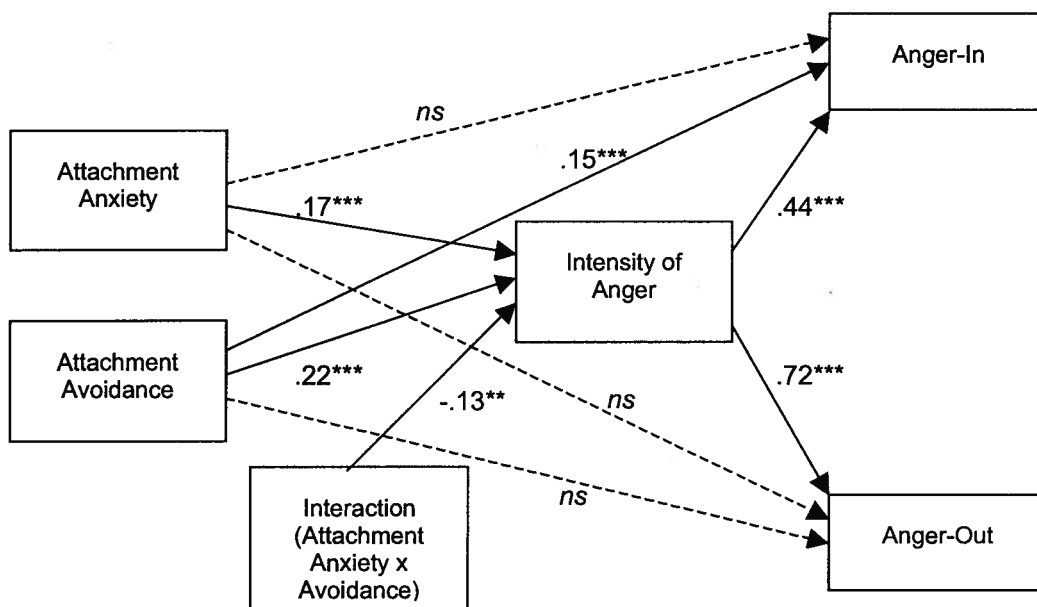 Anger-In
ns
Attachment
Anxiety
.15***
.17***
.44***
Intensity of
Anger
Attachment
Avoidance
.22***
-.13**
ns
.72***
ns
Interaction
(Attachment
Anxiety x
Avoidance)
Anger-Out